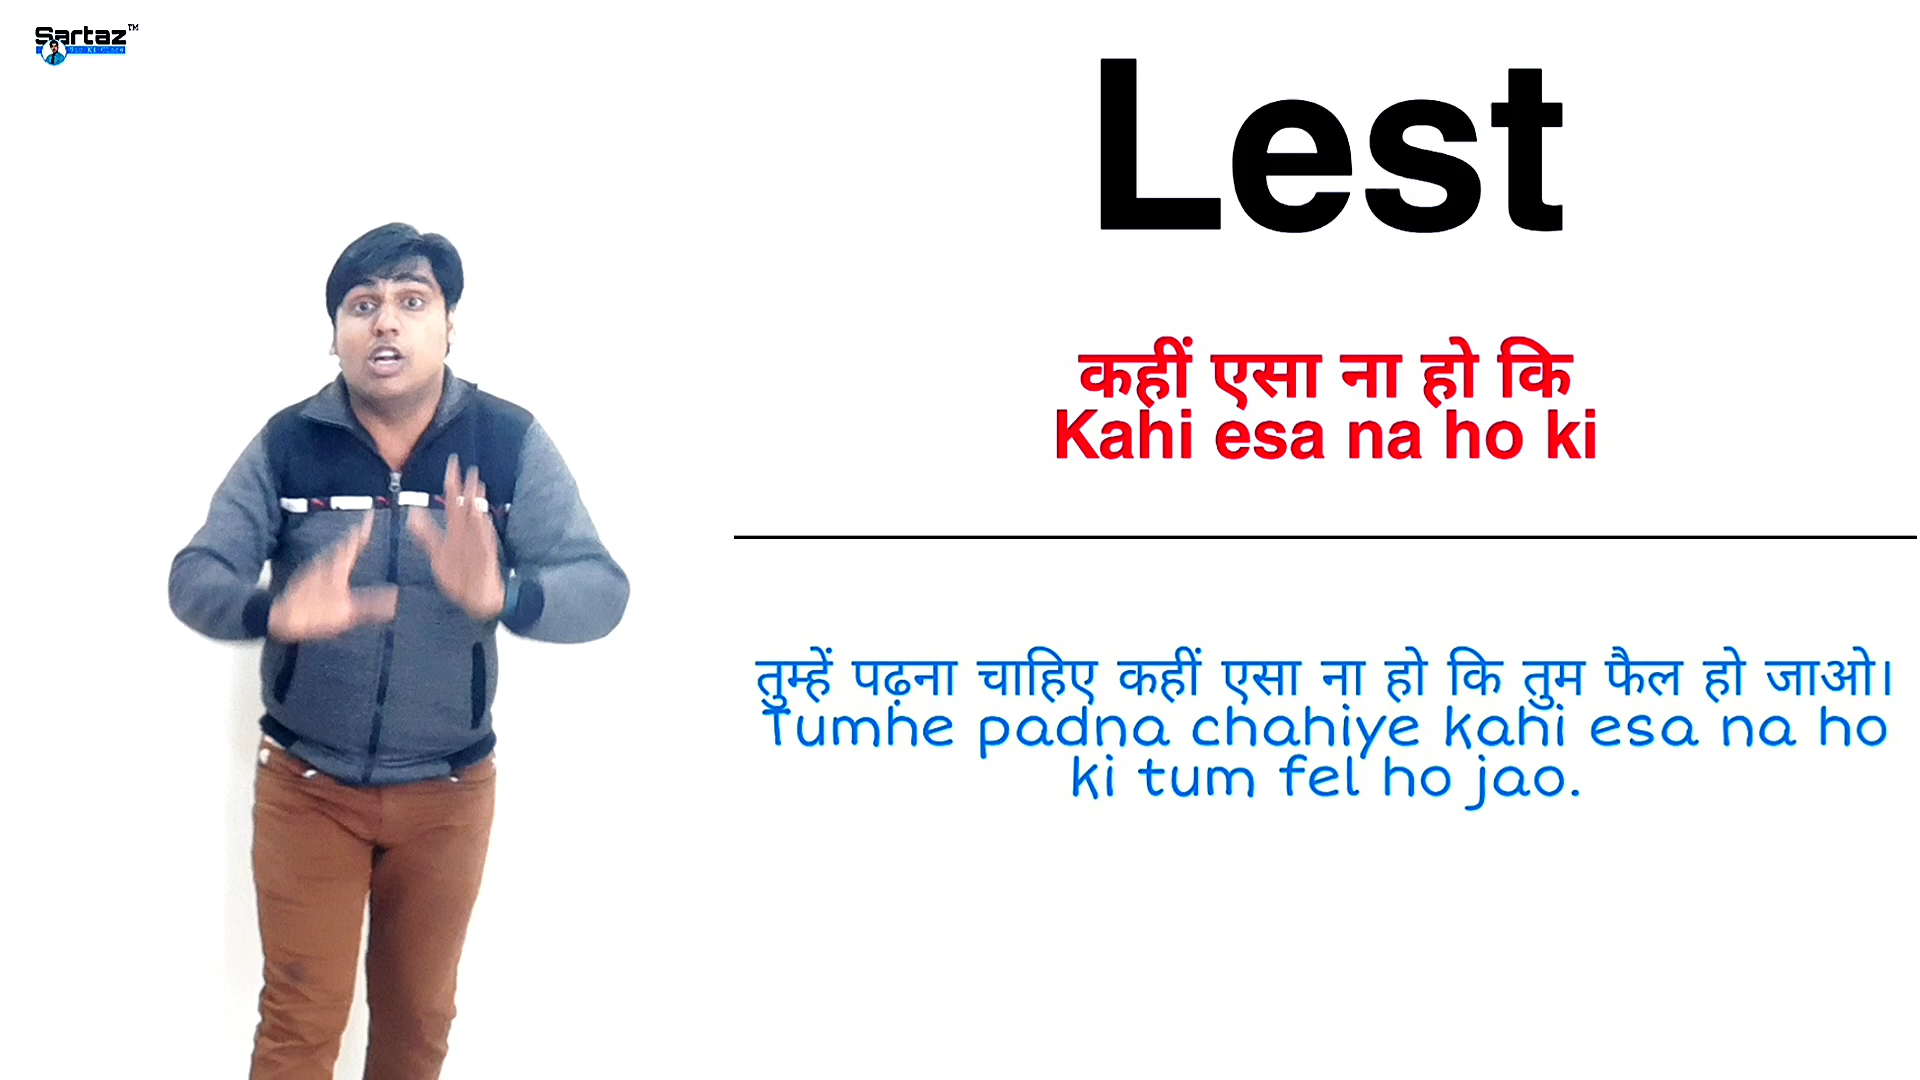 Sartaz™
Lest
कहीं एसा ना हो कि
Kahi esa na ho ki
तुम्हें पढ़ना चाहिए कहीं एसा ना हो कि तुम फैल हो जाओ।
Tumhe padna chahiye kahi esa na ho
ki tum fel ho jao.